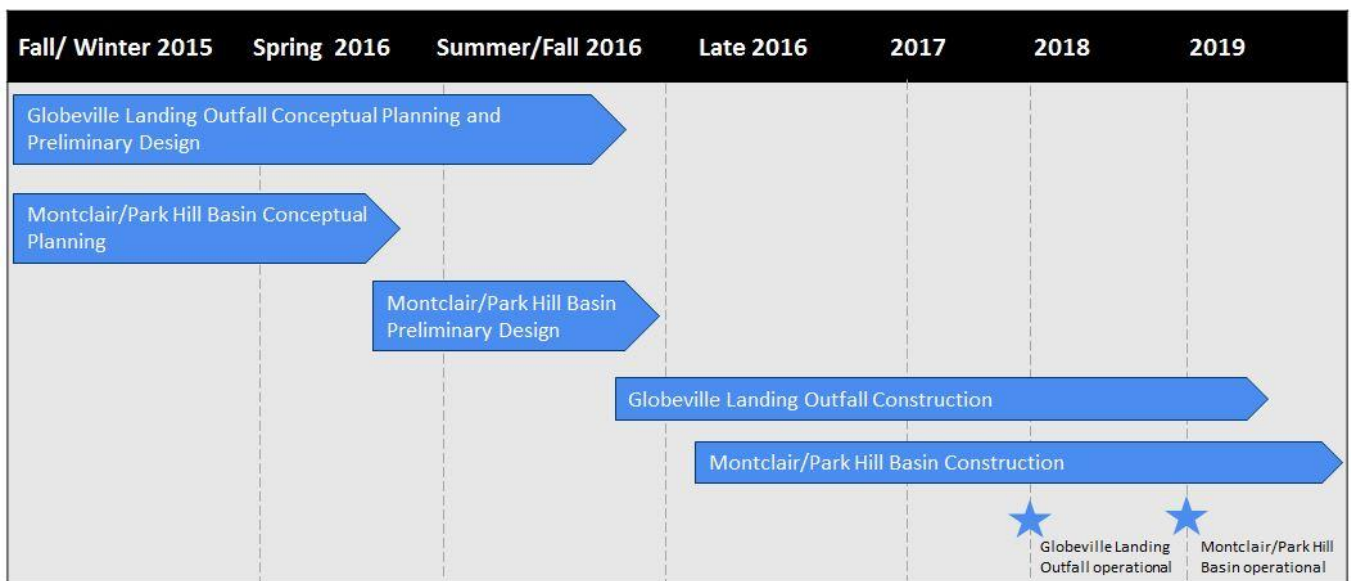 Fall/ Winter 2015 Spring 2016 Summer/Fall 2016 Late 2016 2017 2018 2019
Globeville Landing Outfall Conceptual Planning and
Preliminary Design
Montclair/Park Hill Basin Conceptual
Planning
Montclair/Park Hill Basin
Preliminary Design
Globeville Landing Outfall Construction
Montclair/Park Hill Basin Construction
Globeville Landing
Outfall operational
Montclair/Park Hill
Basin operational